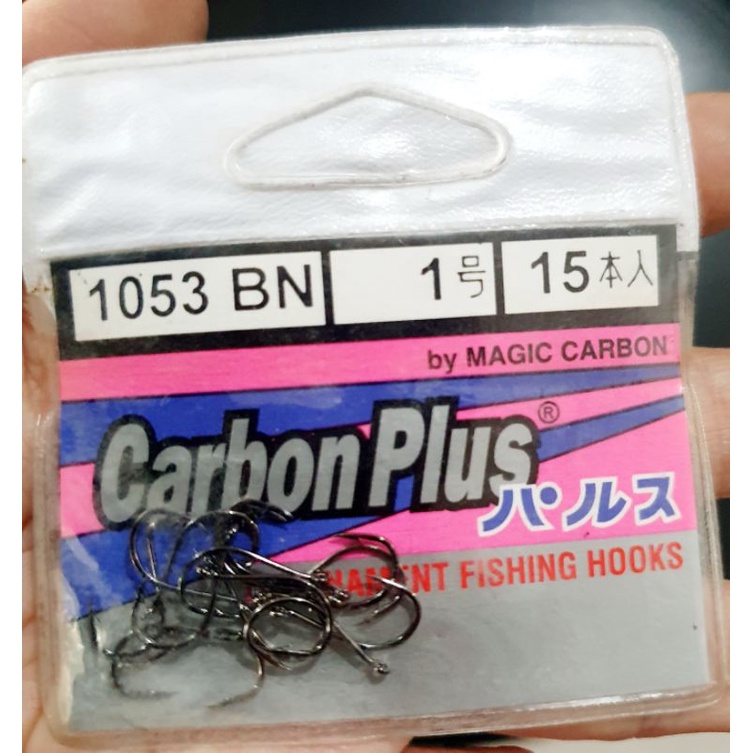 1053 BN 1号 15本入
by MAGIC CARBON
Carbon Plus®
パルス
FISHING HOOKS